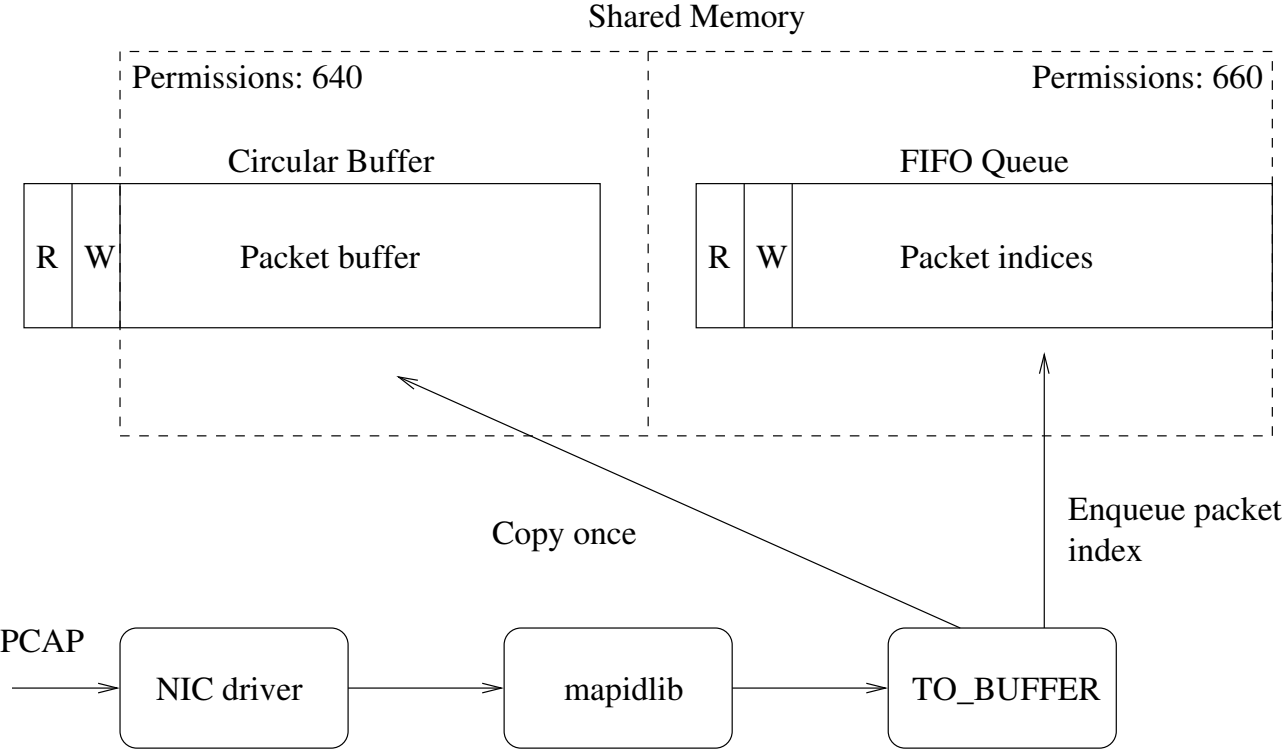 Shared Memory
Permissions: 640
Permissions: 660
Circular Buffer
FIFO Queue
R W Packet buffer
R W Packet indices
Copy once
Enqueue packet
index
PCAP
NIC driver
mapidlib
TO_BUFFER